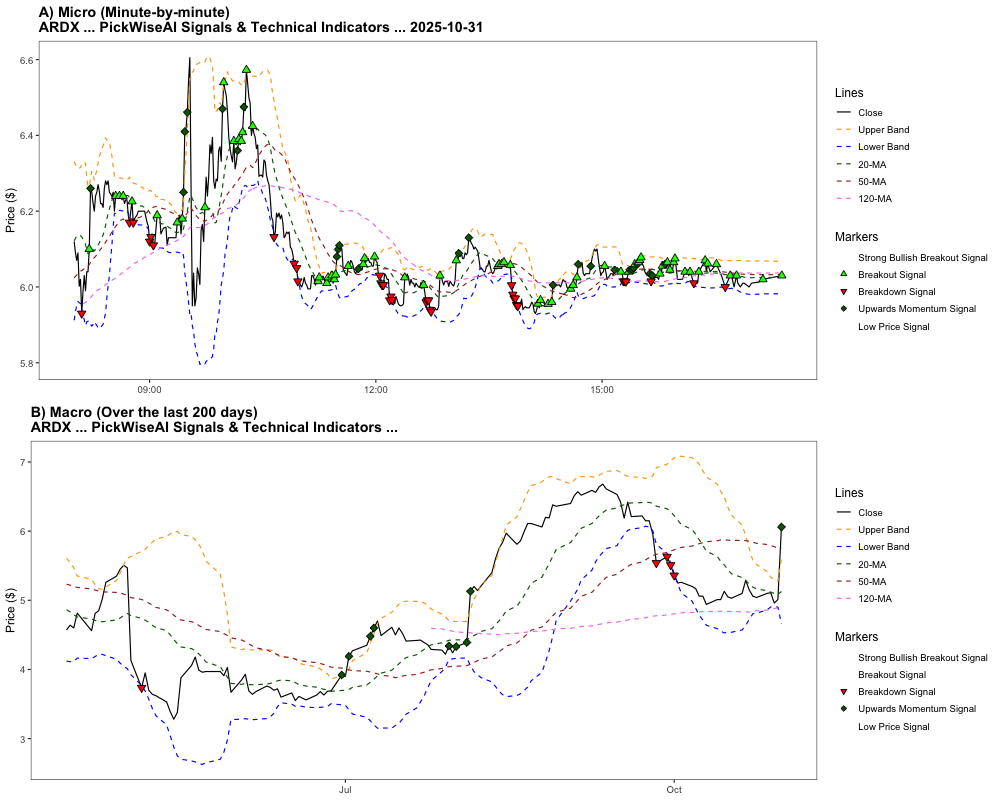 A) Micro (Minute-by-minute)
ARDX ... PickWiseAI Signals & Technical Indicators ... 2025-10-31
Price ($)
6.6
6.4
6.2
6.0
5.8
09:00
12:00
15:00
Lines
Close
Upper Band
Lower Band
20-MA
50-MA
120-MA
Markers
Strong Bullish Breakout Signal
Breakout Signal
Breakdown Signal
Upwards Momentum Signal
Low Price Signal
B) Macro (Over the last 200 days)
ARDX ... PickWiseAI Signals & Technical Indicators ...
Price ($)
7
6
5
4
3
Jul
Oct
Lines
Close
Upper Band
Lower Band
20-MA
50-MA
120-MA
Markers
Strong Bullish Breakout Signal
Breakout Signal
Breakdown Signal
Upwards Momentum Signal
Low Price Signal